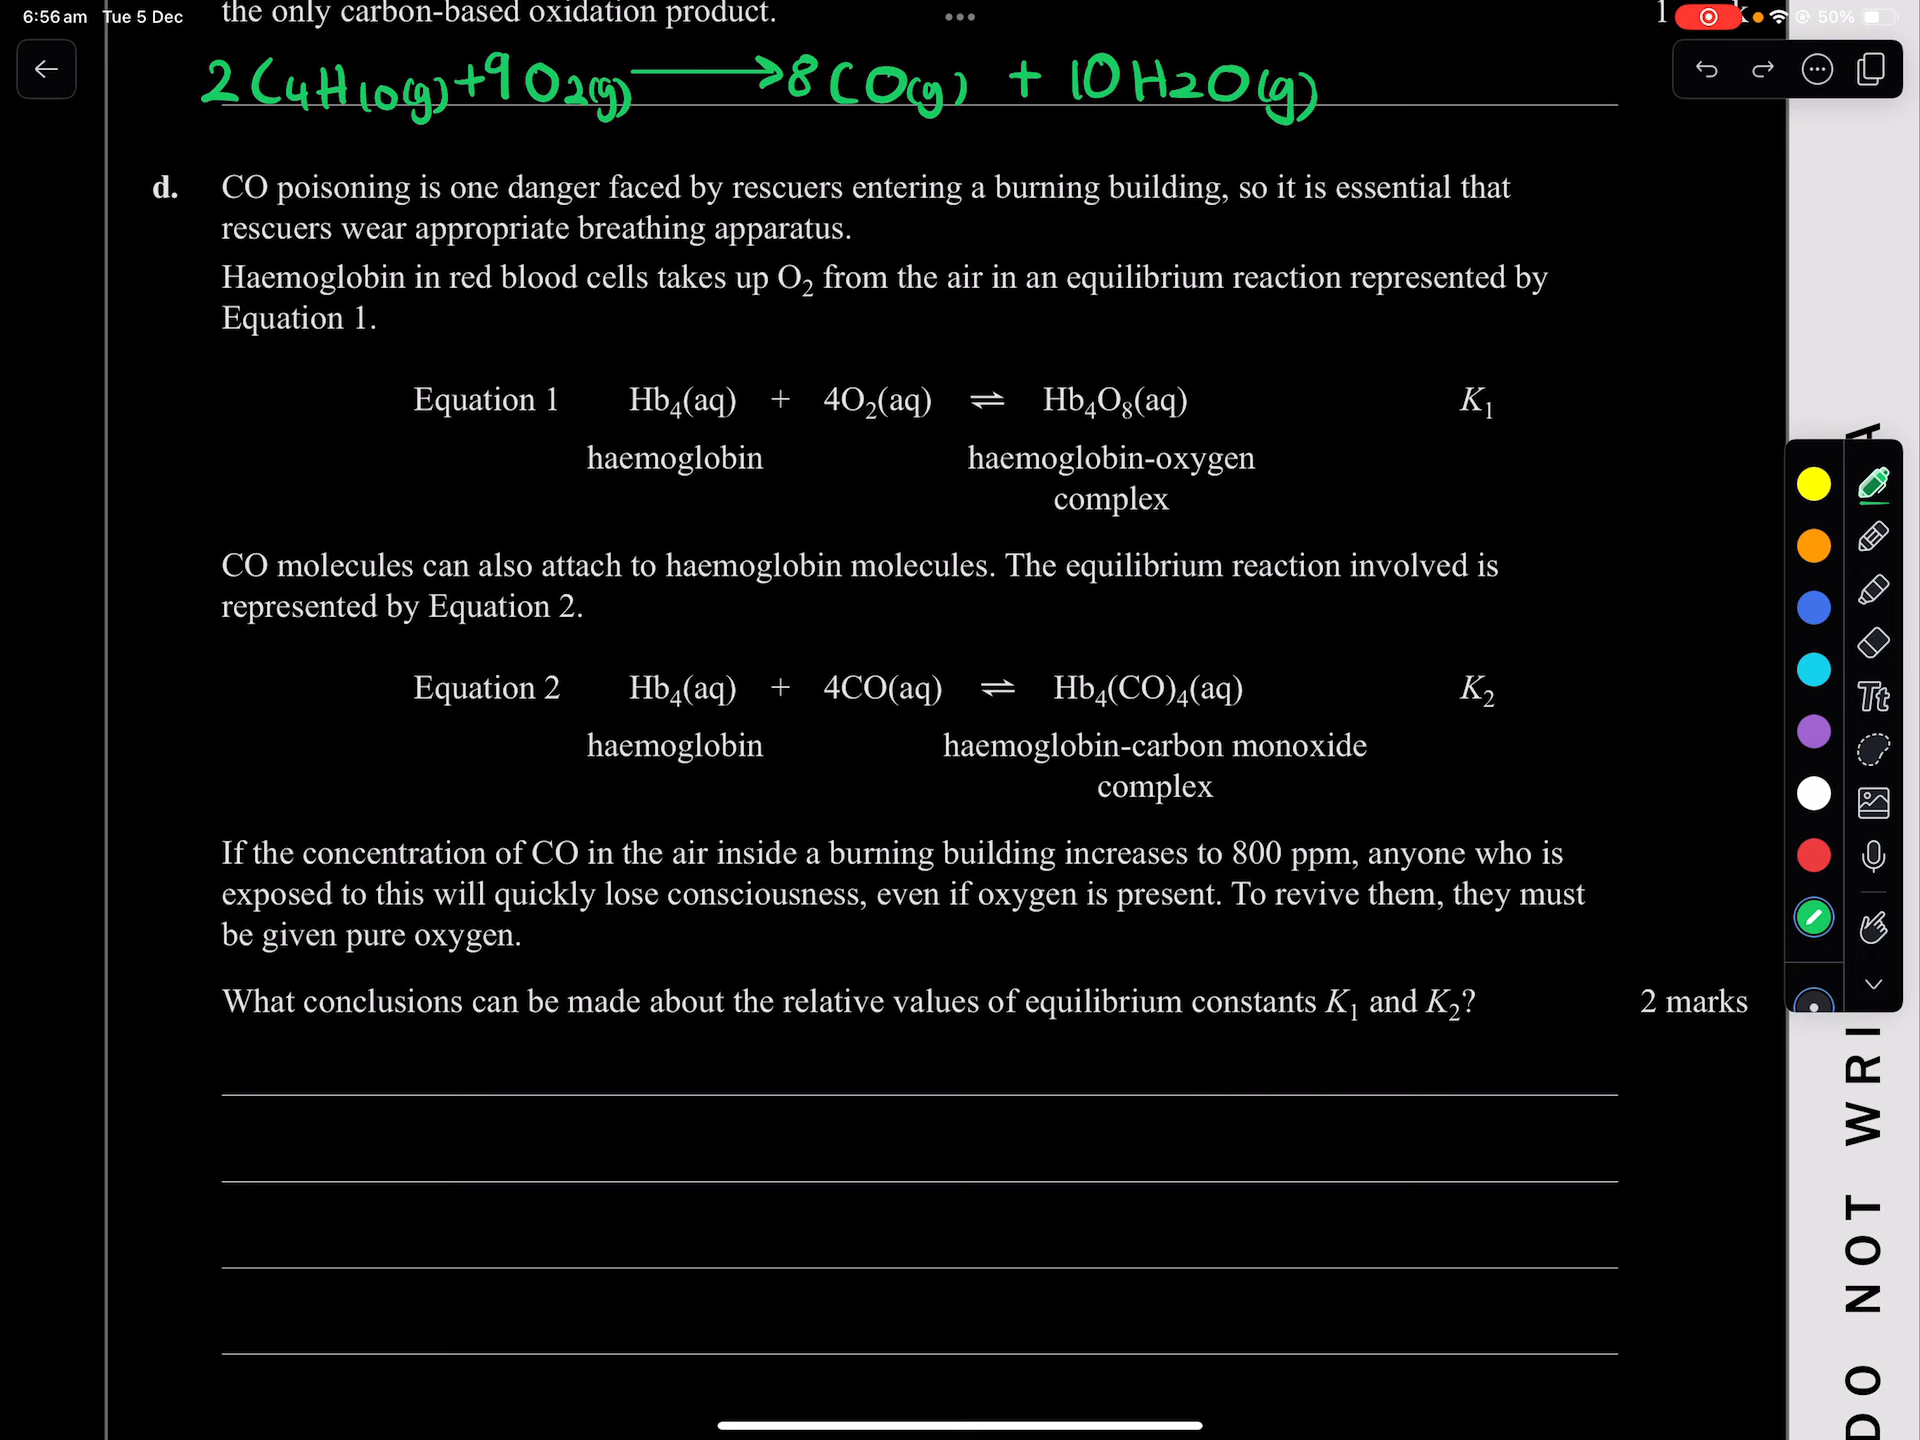 6:56 am Tue 5 Dec
50%
the only carbon-based oxidation product.
1
2C4H10(g) + 9O2(g) ⟶ 8CO(g) + 10H2O(g)
d. CO poisoning is one danger faced by rescuers entering a burning building, so it is essential that
rescuers wear appropriate breathing apparatus.
Haemoglobin in red blood cells takes up O₂ from the air in an equilibrium reaction represented by
Equation 1.
Equation 1 Hb₄(aq) + 4O₂(aq) ⇌ Hb₄O₈(aq) K₁
haemoglobin haemoglobin-oxygen
complex
CO molecules can also attach to haemoglobin molecules. The equilibrium reaction involved is
represented by Equation 2.
Equation 2 Hb₄(aq) + 4CO(aq) ⇌ Hb₄(CO)₄(aq) K₂
haemoglobin haemoglobin-carbon monoxide
complex
If the concentration of CO in the air inside a burning building increases to 800 ppm, anyone who is
exposed to this will quickly lose consciousness, even if oxygen is present. To revive them, they must
be given pure oxygen.
What conclusions can be made about the relative values of equilibrium constants K₁ and K₂? 2 marks
Tt
DO NOT WRI